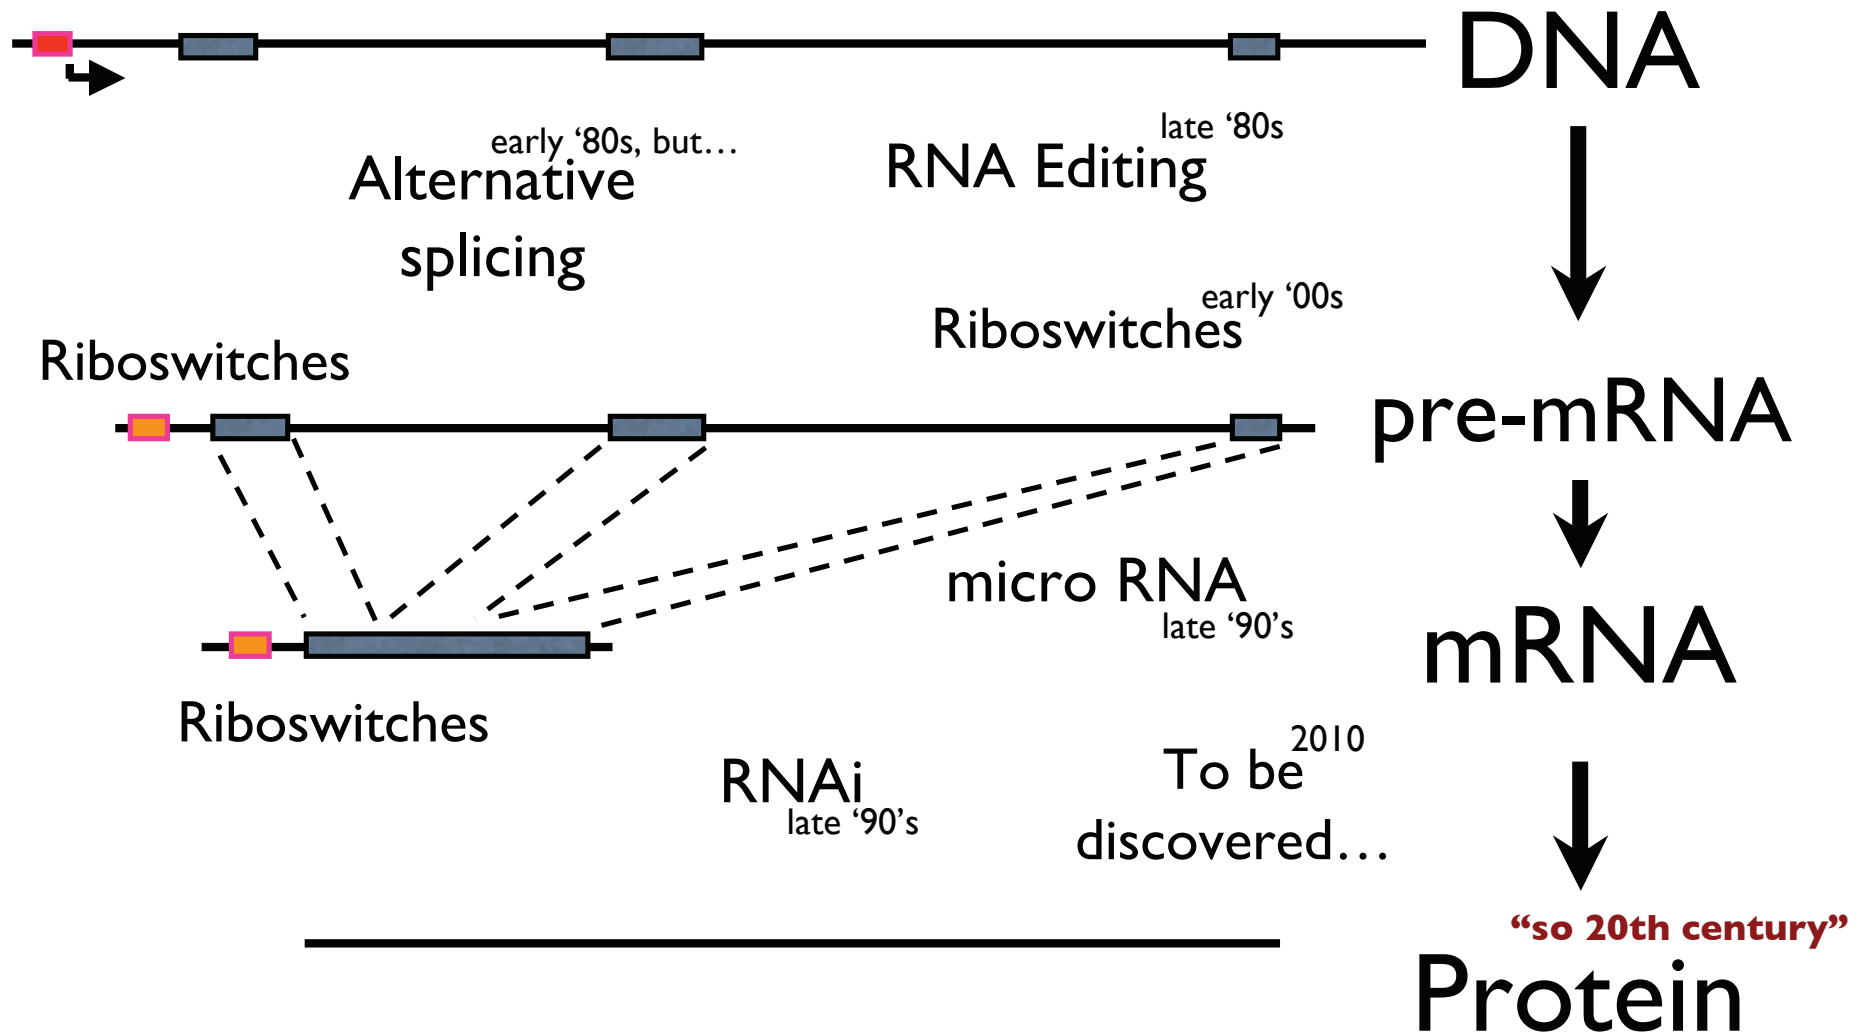 DNA
early ‘80s, but…
late ‘80s
Alternative
splicing
RNA Editing
early ‘00s
Riboswitches
Riboswitches
pre-mRNA
micro RNA
late ‘90’s
mRNA
Riboswitches
2010
To be
discovered…
RNAi
late ‘90’s
“so 20th century”
Protein